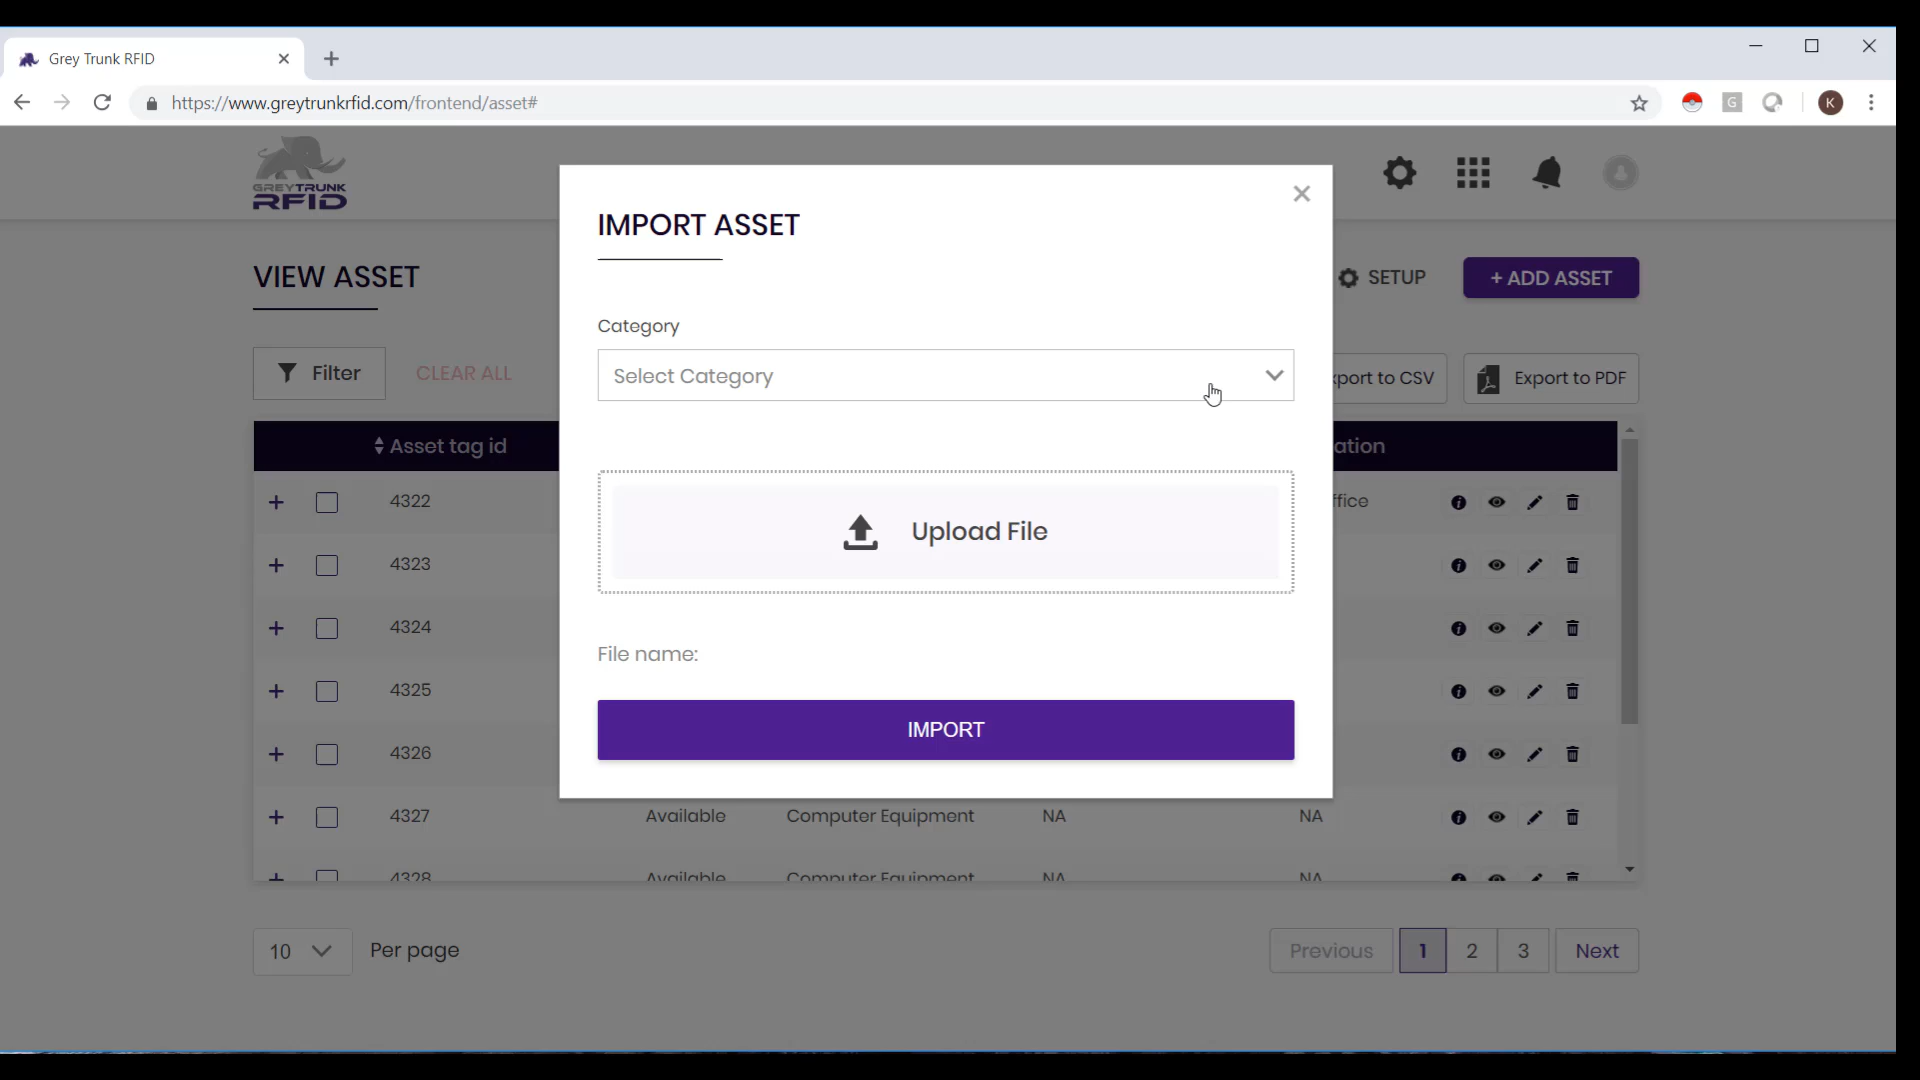 Grey Trunk RFID
https://www.greytrunkrfid.com/frontend/asset#
G
K
GREYTRUNK
RFID
IMPORT ASSET
VIEW ASSET
SETUP
+ ADD ASSET
Category
Select Category
Filter
CLEAR ALL
xport to CSV
Export to PDF
Asset tag id
ation
4322
ffice
Upload File
4323
4324
File name:
4325
IMPORT
4326
4327
Available
Computer Equipment
NA
NA
4328
Available
Computer Equipment
NA
NA
10
Per page
Previous
1
2
3
Next